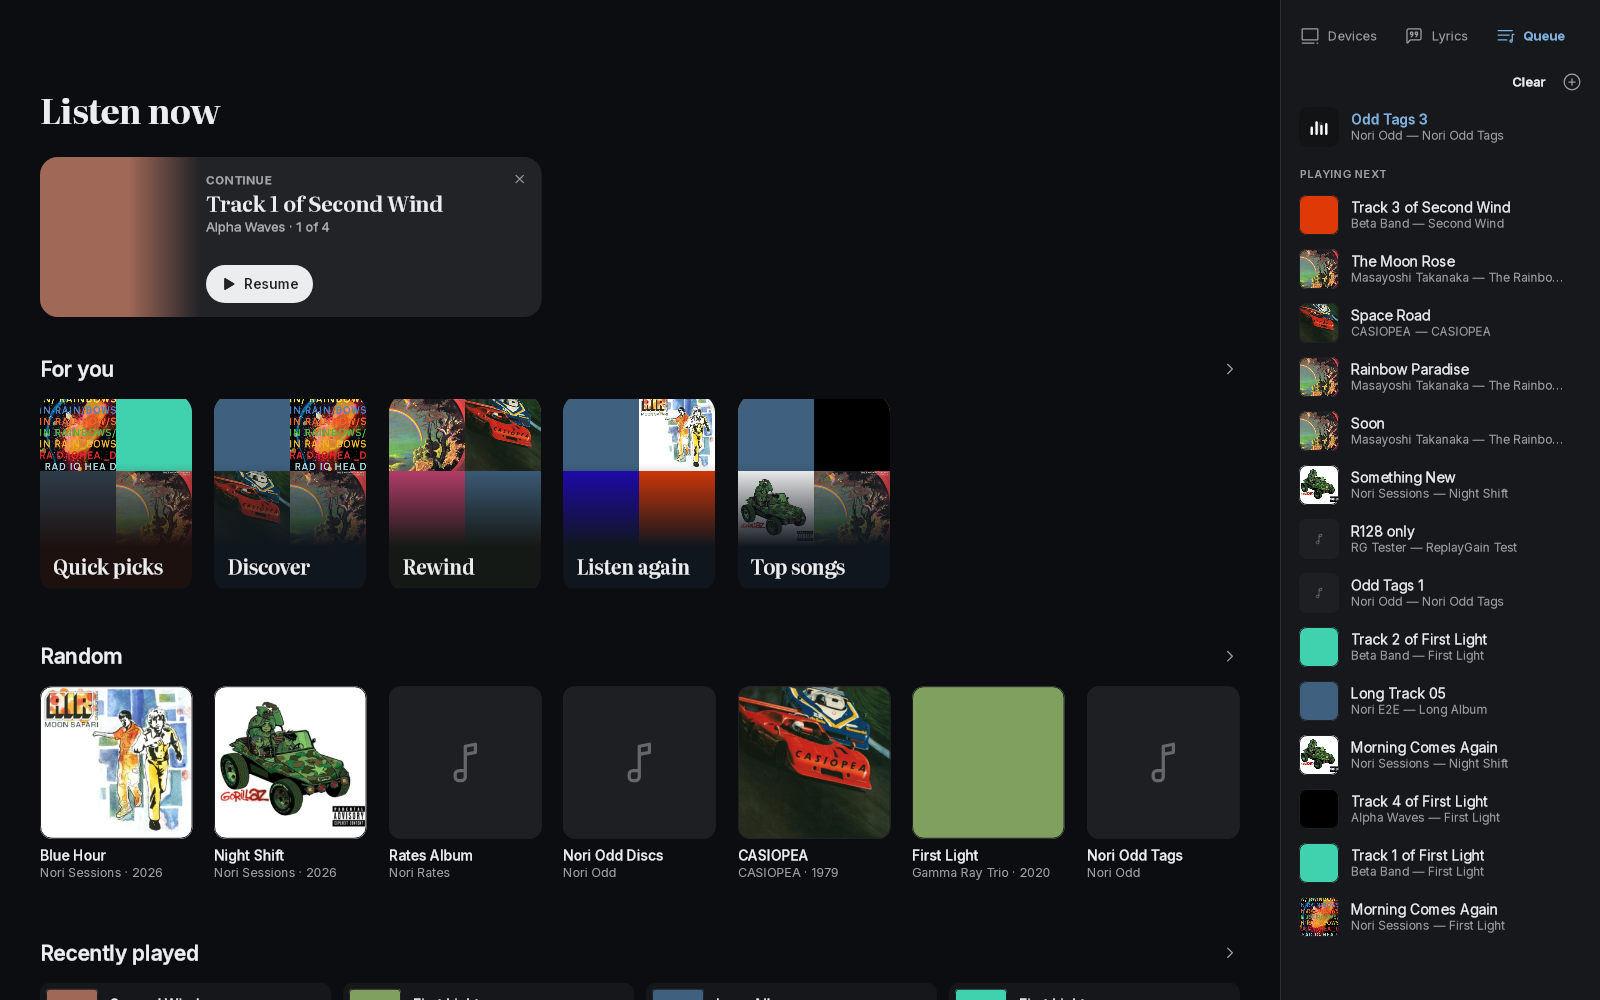 Listen now
CONTINUE
Track 1 of Second Wind
Alpha Waves · 1 of 4
Resume
For you
Quick picks
Discover
Rewind
Listen again
Top songs
Random
AIR
MOON SAFARI
GORILLAZ
PARENTAL
ADVISORY
EXPLICIT CONTENT
CASIOPEA
Blue Hour
Nori Sessions · 2026
Night Shift
Nori Sessions · 2026
Rates Album
Nori Rates
Nori Odd Discs
Nori Odd
CASIOPEA
CASIOPEA · 1979
First Light
Gamma Ray Trio · 2020
Nori Odd Tags
Nori Odd
Recently played
Devices
Lyrics
Queue
Clear
Odd Tags 3
Nori Odd — Nori Odd Tags
PLAYING NEXT
Track 3 of Second Wind
Beta Band — Second Wind
The Moon Rose
Masayoshi Takanaka — The Rainbo…
Space Road
CASIOPEA — CASIOPEA
Rainbow Paradise
Masayoshi Takanaka — The Rainbo…
Soon
Masayoshi Takanaka — The Rainbo…
Something New
Nori Sessions — Night Shift
R128 only
RG Tester — ReplayGain Test
Odd Tags 1
Nori Odd — Nori Odd Tags
Track 2 of First Light
Beta Band — First Light
Long Track 05
Nori E2E — Long Album
Morning Comes Again
Nori Sessions — Night Shift
Track 4 of First Light
Alpha Waves — First Light
Track 1 of First Light
Beta Band — First Light
Morning Comes Again
Nori Sessions — First Light